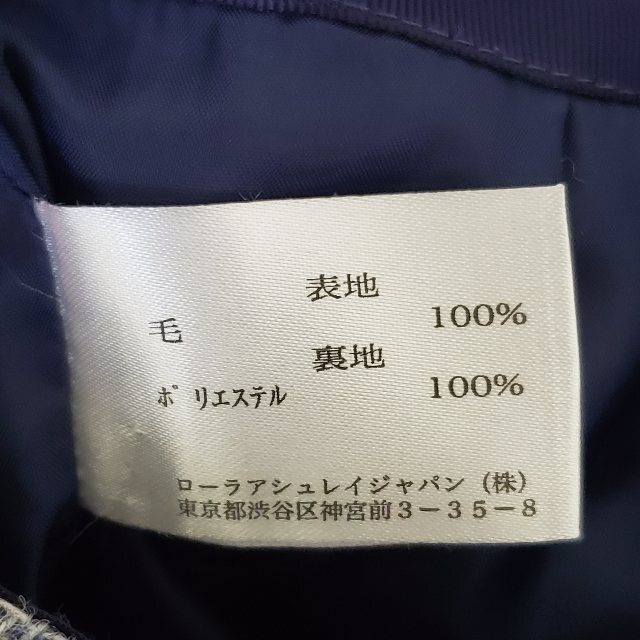 表地
毛 100%
裏地
ポリエステル 100%
ローラアシュレイジャパン（株）
東京都渋谷区神宮前３－３５－８